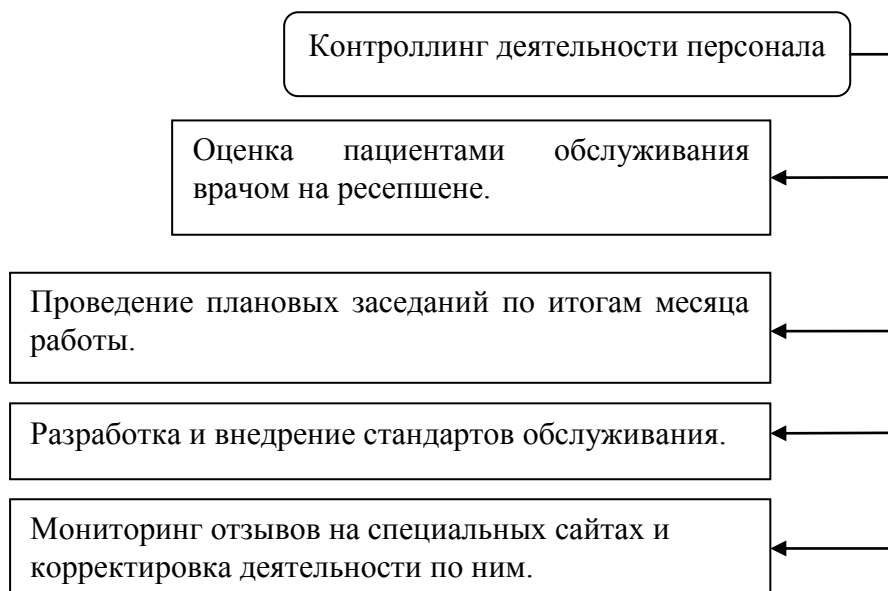 Контроллинг деятельности персонала
Оценка пациентами обслуживания
врачом на ресепшене.
Проведение плановых заседаний по итогам месяца
работы.
Разработка и внедрение стандартов обслуживания.
Мониторинг отзывов на специальных сайтах и
корректировка деятельности по ним.